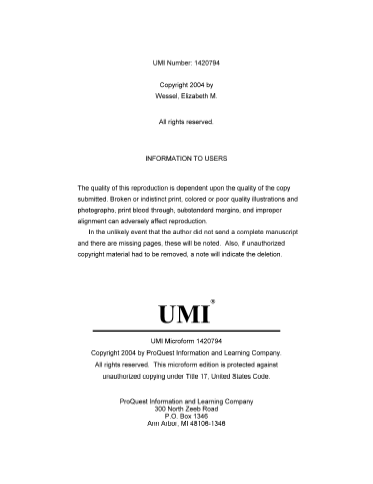 UMI Number: 1420794
Copyright 2004 by
Wessel, Elizabeth M.
All rights reserved.
INFORMATION TO USERS
The quality of this reproduction is dependent upon the quality of the copy
submitted. Broken or indistinct print, colored or poor quality illustrations and
photographs, print bleed-through, substandard margins, and improper
alignment can adversely affect reproduction.
In the unlikely event that the author did not send a complete manuscript
and there are missing pages, these will be noted. Also, if unauthorized
copyright material had to be removed, a note will indicate the deletion.
UMI®
UMI Microform 1420794
Copyright 2004 by ProQuest Information and Learning Company.
All rights reserved. This microform edition is protected against
unauthorized copying under Title 17, United States Code.
ProQuest Information and Learning Company
300 North Zeeb Road
P.O. Box 1346
Ann Arbor, MI 48106-1346